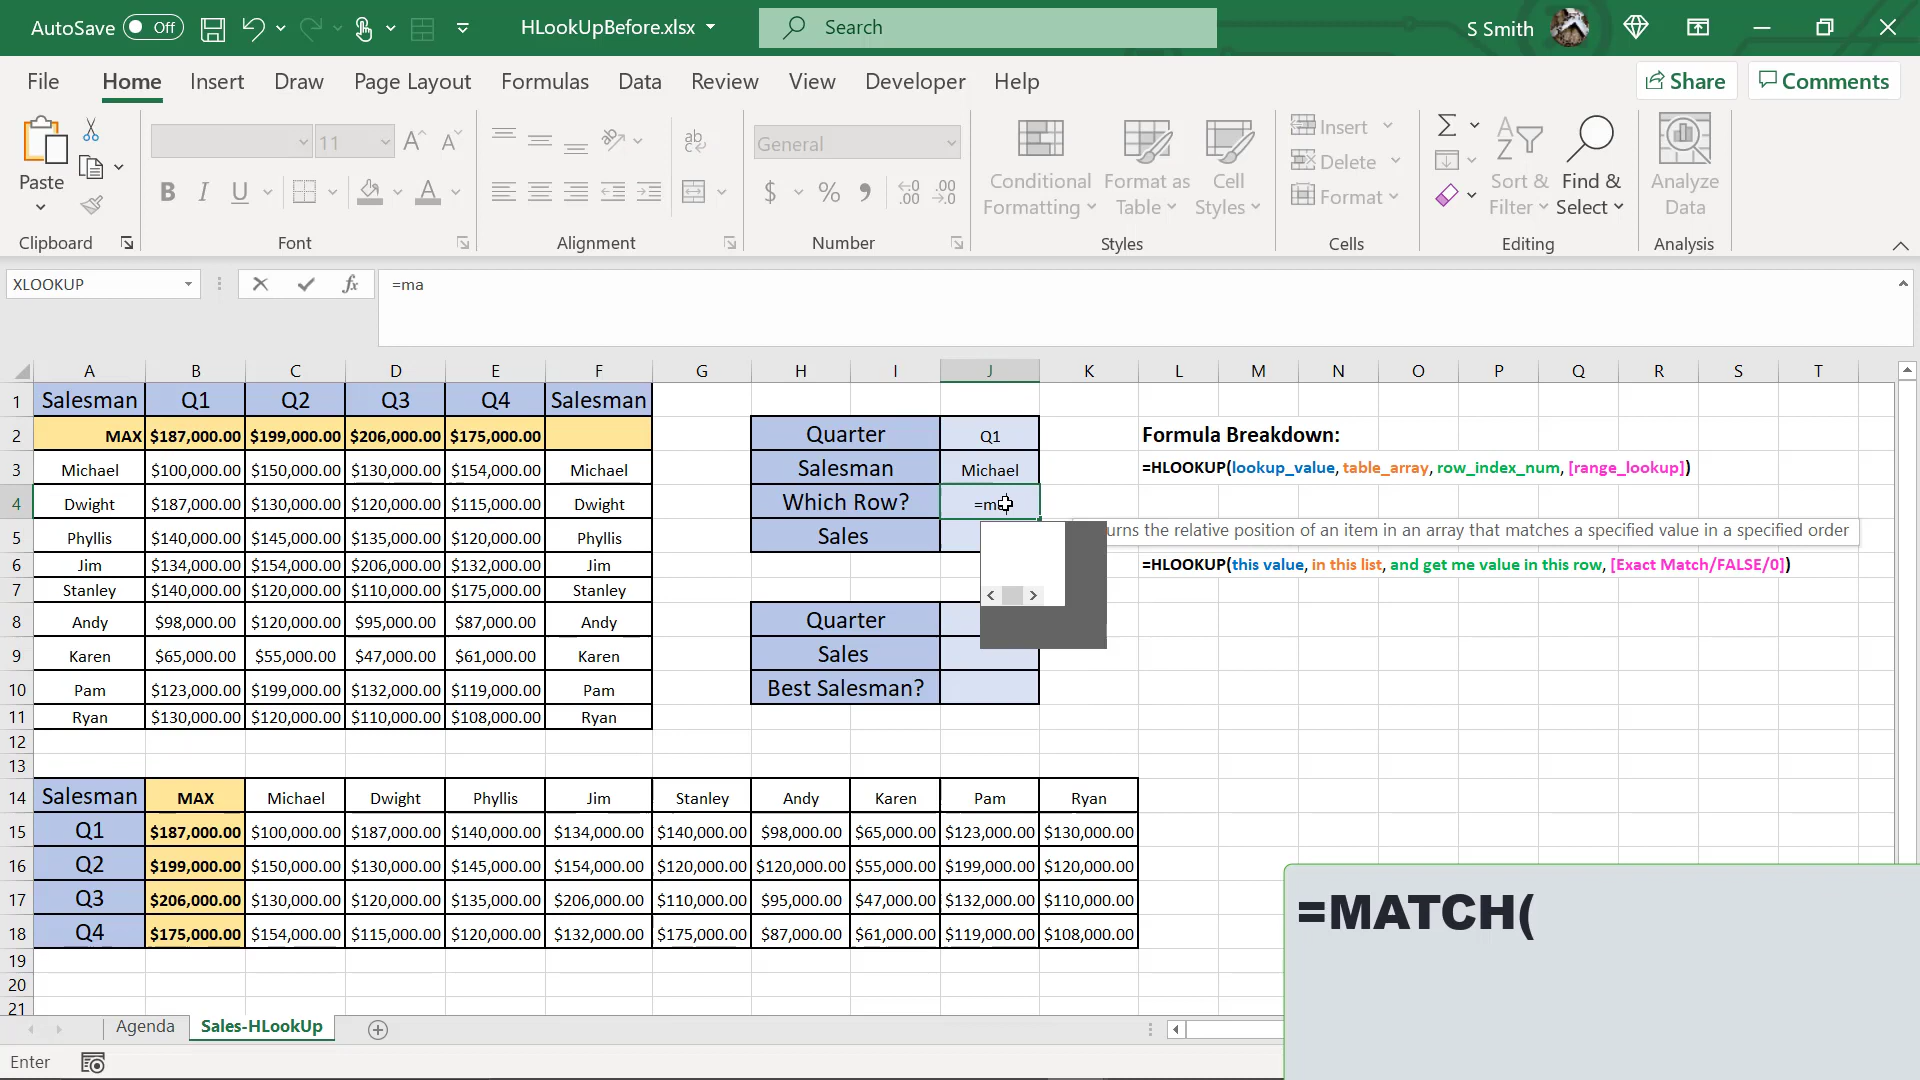 AutoSave Off HLookUpBefore.xlsx Search S Smith
File Home Insert Draw Page Layout Formulas Data Review View Developer Help Share Comments
Paste
11
General
Conditional Formatting
Format as Table
Cell Styles
Insert
Delete
Format
Sort & Filter
Find & Select
Analyze Data
Clipboard Font Alignment Number Styles Cells Editing Analysis
XLOOKUP fx =ma
A B C D E F G H I J K L M N O P Q R S T
1 Salesman Q1 Q2 Q3 Q4 Salesman
2 MAX $187,000.00 $199,000.00 $206,000.00 $175,000.00 Quarter Q1 Formula Breakdown:
3 Michael $100,000.00 $150,000.00 $130,000.00 $154,000.00 Michael Salesman Michael =HLOOKUP(lookup_value, table_array, row_index_num, [range_lookup])
4 Dwight $187,000.00 $130,000.00 $120,000.00 $115,000.00 Dwight Which Row?
5 Phyllis $140,000.00 $145,000.00 $135,000.00 $120,000.00 Phyllis Sales the relative position of an item in an array that matches a specified value in a specified order
6 Jim $134,000.00 $154,000.00 $206,000.00 $132,000.00 Jim =HLOOKUP(this value, in this list, and get me value in this row, [Exact Match/FALSE/0])
7 Stanley $140,000.00 $120,000.00 $110,000.00 $175,000.00 Stanley
8 Andy $98,000.00 $120,000.00 $95,000.00 $87,000.00 Andy Quarter
9 Karen $65,000.00 $55,000.00 $47,000.00 $61,000.00 Karen Sales
10 Pam $123,000.00 $199,000.00 $132,000.00 $119,000.00 Pam Best Salesman?
11 Ryan $130,000.00 $120,000.00 $110,000.00 $108,000.00 Ryan
12
13
14 Salesman MAX Michael Dwight Phyllis Jim Stanley Andy Karen Pam Ryan
15 Q1 $187,000.00 $100,000.00 $187,000.00 $140,000.00 $134,000.00 $140,000.00 $98,000.00 $65,000.00 $123,000.00 $130,000.00
16 Q2 $199,000.00 $150,000.00 $130,000.00 $145,000.00 $154,000.00 $120,000.00 $120,000.00 $55,000.00 $199,000.00 $120,000.00
17 Q3 $206,000.00 $130,000.00 $120,000.00 $135,000.00 $206,000.00 $110,000.00 $95,000.00 $47,000.00 $132,000.00 $110,000.00
18 Q4 $175,000.00 $154,000.00 $115,000.00 $120,000.00 $132,000.00 $175,000.00 $87,000.00 $61,000.00 $119,000.00 $108,000.00
19
20
21
=MATCH(
Agenda Sales-HLookUp
Enter